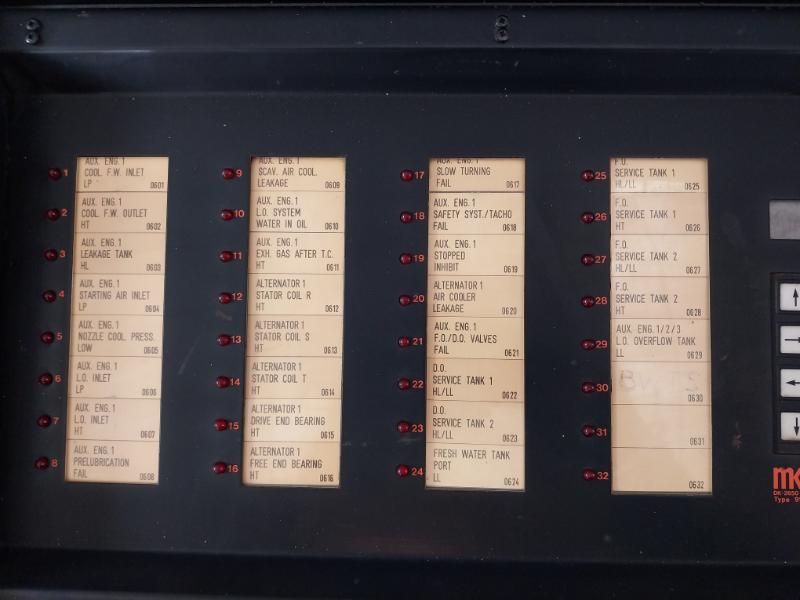 1
AUX. ENG. 1
COOL. F.W. INLET
LP 0601
2
AUX. ENG. 1
COOL. F.W. OUTLET
HT 0602
3
AUX. ENG. 1
LEAKAGE TANK
HL 0603
4
AUX. ENG. 1
STARTING AIR INLET
LP 0604
5
AUX. ENG. 1
NOZZLE COOL. PRESS.
LOW 0605
6
AUX. ENG. 1
L.O. INLET
LP 0606
7
AUX. ENG. 1
L.O. INLET
HT 0607
8
AUX. ENG. 1
PRELUBRICATION
FAIL 0608
9
AUX. ENG. 1
SCAV. AIR COOL.
LEAKAGE 0609
10
AUX. ENG. 1
L.O. SYSTEM
WATER IN OIL 0610
11
AUX. ENG. 1
EXH. GAS AFTER T.C.
HT 0611
12
ALTERNATOR 1
STATOR COIL R
HT 0612
13
ALTERNATOR 1
STATOR COIL S
HT 0613
14
ALTERNATOR 1
STATOR COIL T
HT 0614
15
ALTERNATOR 1
DRIVE END BEARING
HT 0615
16
ALTERNATOR 1
FREE END BEARING
HT 0616
17
AUX. ENG. 1
SLOW TURNING
FAIL 0617
18
AUX. ENG. 1
SAFETY SYST./TACHO
FAIL 0618
19
AUX. ENG. 1
STOPPED
INHIBIT 0619
20
ALTERNATOR 1
AIR COOLER
LEAKAGE 0620
21
AUX. ENG. 1
F.O./D.O. VALVES
FAIL 0621
22
D.O.
SERVICE TANK 1
HL/LL 0622
23
D.O.
SERVICE TANK 2
HL/LL 0623
24
FRESH WATER TANK
PORT
LL 0624
25
F.O.
SERVICE TANK 1
HL/LL 0625
26
F.O.
SERVICE TANK 1
HT 0626
27
F.O.
SERVICE TANK 2
HL/LL 0627
28
F.O.
SERVICE TANK 2
HT 0628
29
AUX. ENG. 1/2/3
L.O. OVERFLOW TANK
LL 0629
30
0630
31
0631
32
0632
Type